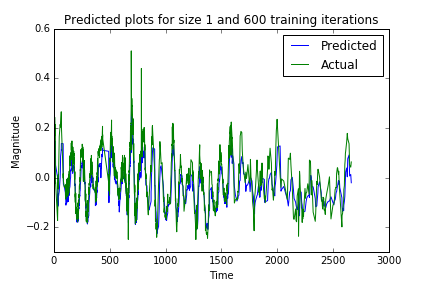 Predicted plots for size 1 and 600 training iterations
0.6
0.4
0.2
0.0
−0.2
Magnitude
Predicted
Actual
0 500 1000 1500 2000 2500 3000
Time